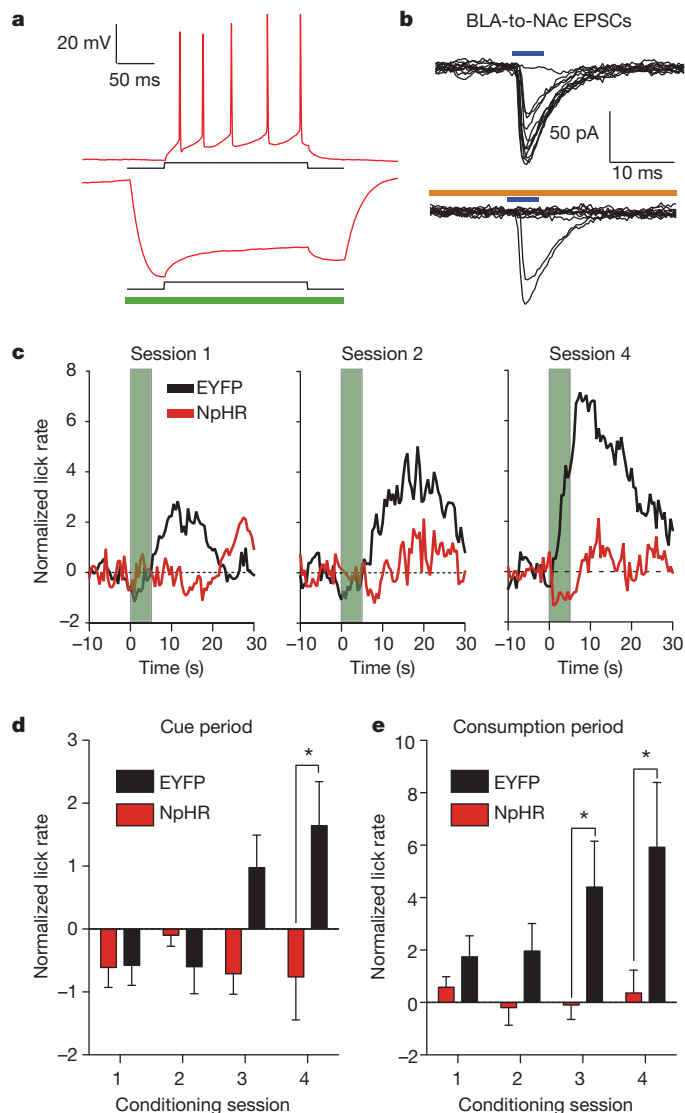 a
20 mV
50 ms
b
BLA-to-NAc EPSCs
50 pA
10 ms
c
Session 1
Session 2
Session 4
EYFP
NpHR
Normalized lick rate
8
6
4
2
0
−2
−10 0 10 20 30
−10 0 10 20 30
−10 0 10 20 30
Time (s)
Time (s)
Time (s)
d
Cue period
EYFP
NpHR
*
Normalized lick rate
3
2
1
0
−1
−2
1 2 3 4
Conditioning session
e
Consumption period
EYFP
NpHR
*
*
Normalized lick rate
10
8
6
4
2
0
−2
1 2 3 4
Conditioning session